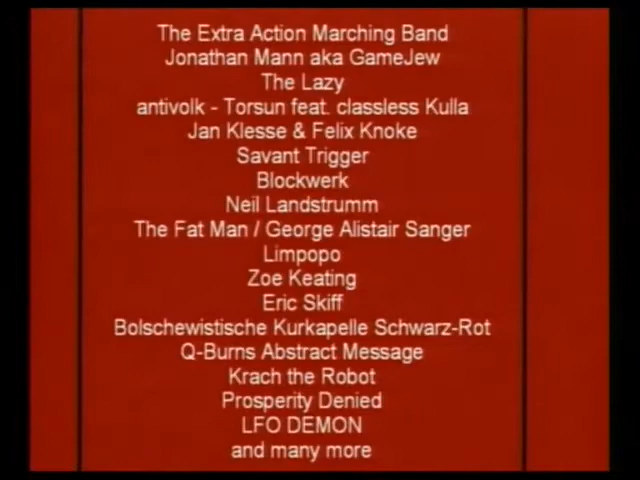 The Extra Action Marching Band
Jonathan Mann aka GameJew
The Lazy
antivolk - Torsun feat. classless Kulla
Jan Klesse & Felix Knoke
Savant Trigger
Blockwerk
Neil Landstrumm
The Fat Man / George Alistair Sanger
Limpopo
Zoe Keating
Eric Skiff
Bolschewistische Kurkapelle Schwarz-Rot
Q-Burns Abstract Message
Krach the Robot
Prosperity Denied
LFO DEMON
and many more